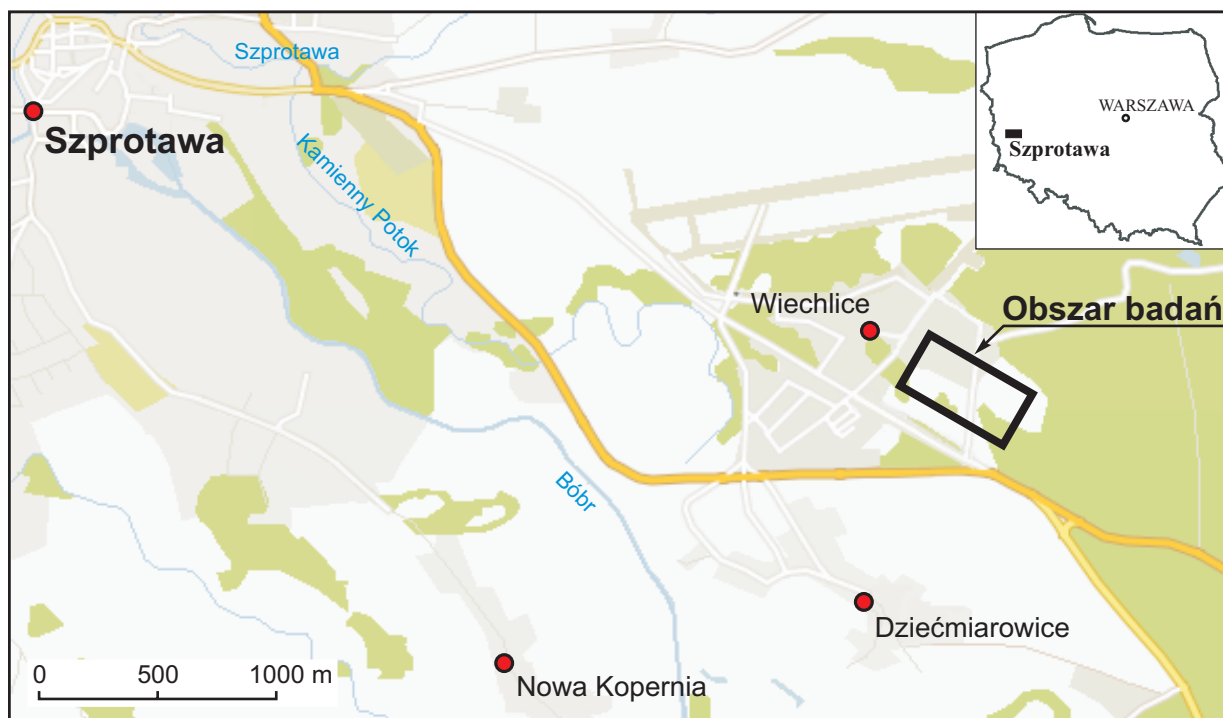 Szprotawa
WARSZAWA
Szprotawa
Szprotawa
Kamienny Potok
Wiechlice
Obszar badań
Bóbr
Dziećmiarowice
Nowa Kopernia
0 500 1000 m